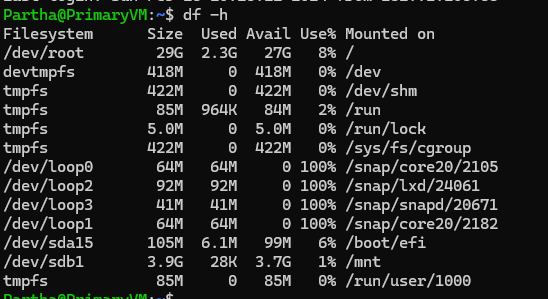 Partha@PrimaryVM:~$ df -h
Filesystem      Size  Used Avail Use% Mounted on
/dev/root        29G  2.3G   27G   8% /
devtmpfs        418M     0  418M   0% /dev
tmpfs           422M     0  422M   0% /dev/shm
tmpfs            85M  964K   84M   2% /run
tmpfs           5.0M     0  5.0M   0% /run/lock
tmpfs           422M     0  422M   0% /sys/fs/cgroup
/dev/loop0       64M   64M     0 100% /snap/core20/2105
/dev/loop2       92M   92M     0 100% /snap/lxd/24061
/dev/loop3       41M   41M     0 100% /snap/snapd/20671
/dev/loop1       64M   64M     0 100% /snap/core20/2182
/dev/sda15      105M  6.1M   99M   6% /boot/efi
/dev/sdb1       3.9G   28K  3.7G   1% /mnt
tmpfs            85M     0   85M   0% /run/user/1000
Partha@PrimaryVM:~$